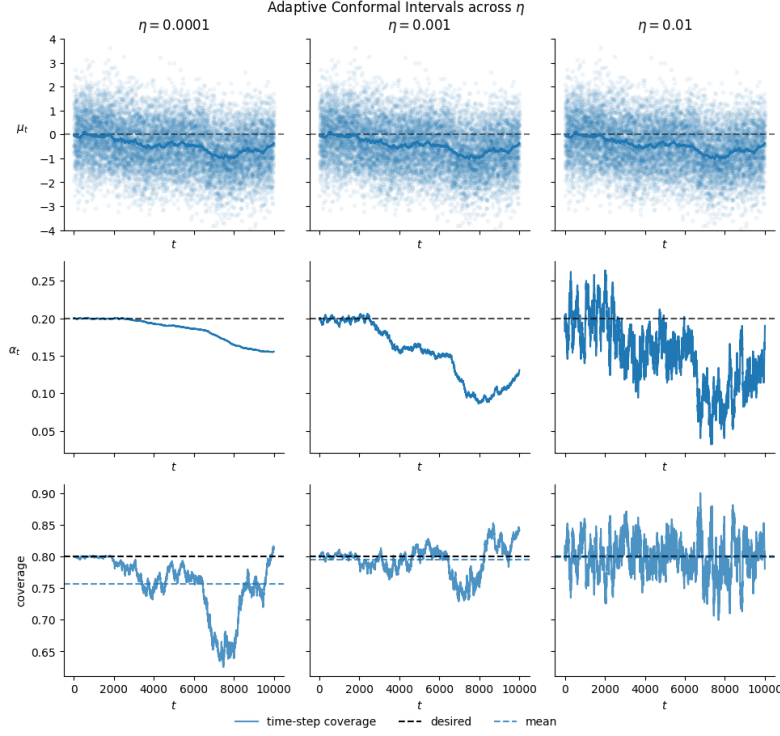 Adaptive Conformal Intervals across η
η = 0.0001
η = 0.001
η = 0.01
4
3
2
1
0
−1
−2
−3
−4
μt
t
t
t
0.25
0.20
0.15
0.10
0.05
αt
t
t
t
0.90
0.85
0.80
0.75
0.70
0.65
coverage
0 2000 4000 6000 8000 10000
0 2000 4000 6000 8000 10000
0 2000 4000 6000 8000 10000
t
t
t
time-step coverage
desired
mean